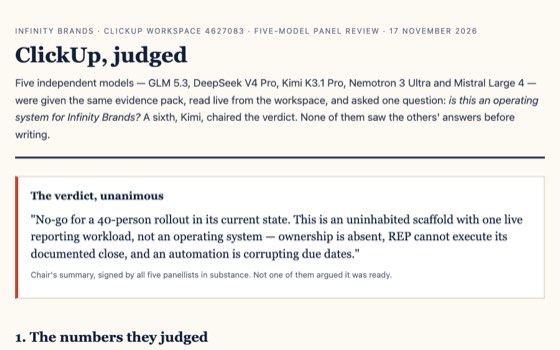 INFINITY BRANDS · CLICKUP WORKSPACE 4627083 · FIVE-MODEL PANEL REVIEW · 17 NOVEMBER 2026
ClickUp, judged
Five independent models — GLM 5.3, DeepSeek V4 Pro, Kimi K3.1 Pro, Nemotron 3 Ultra and Mistral Large 4 —
were given the same evidence pack, read live from the workspace, and asked one question: is this an operating
system for Infinity Brands? A sixth, Kimi, chaired the verdict. None of them saw the others' answers before
writing.
The verdict, unanimous
"No-go for a 40-person rollout in its current state. This is an uninhabited scaffold with one live
reporting workload, not an operating system — ownership is absent, REP cannot execute its
documented close, and an automation is corrupting due dates."
Chair's summary, signed by all five panellists in substance. Not one of them argued it was ready.
1. The numbers they judged